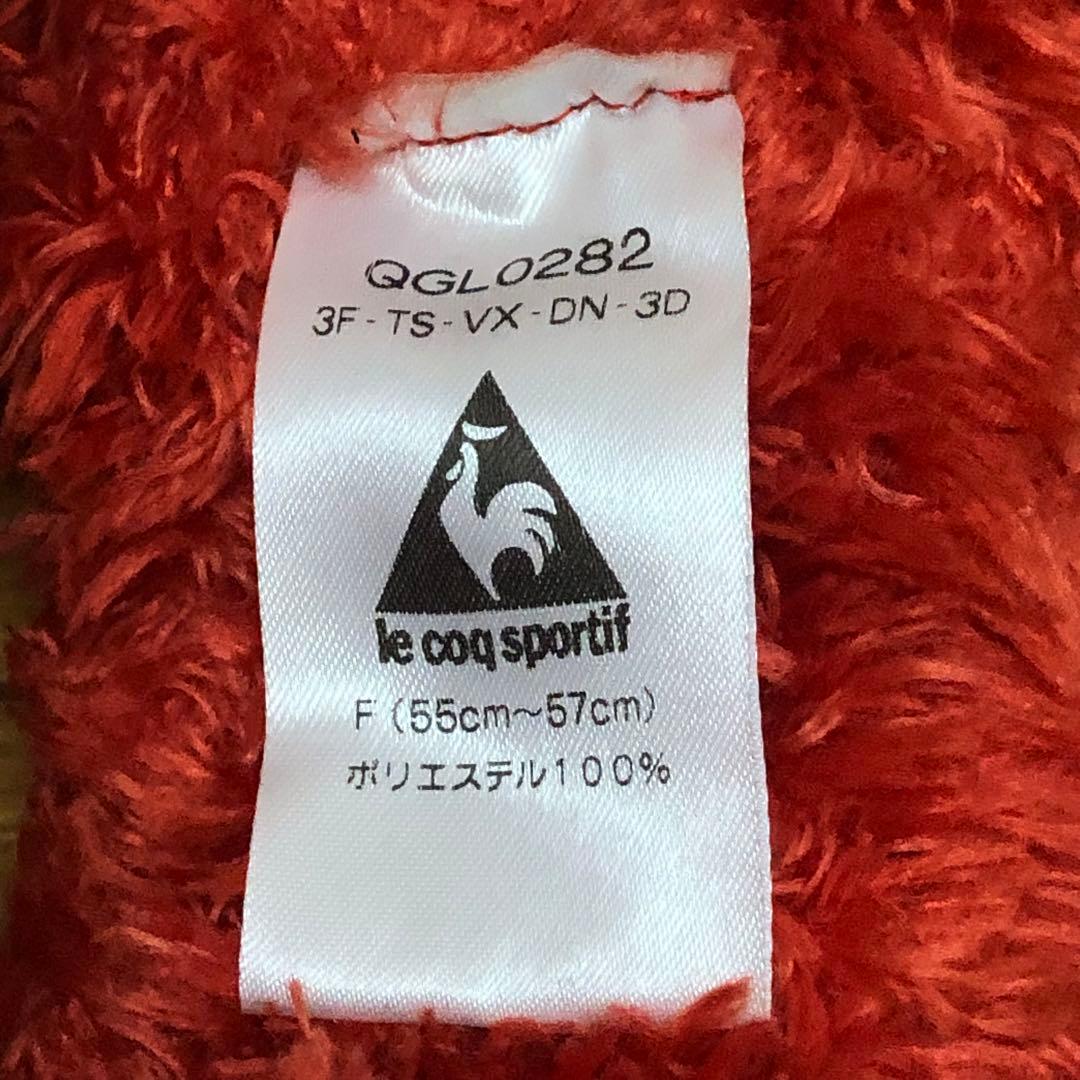 QGL0282
3F-TS-VX-DN-3D
le coq sportif
F (55cm~57cm)
ポリエステル100%